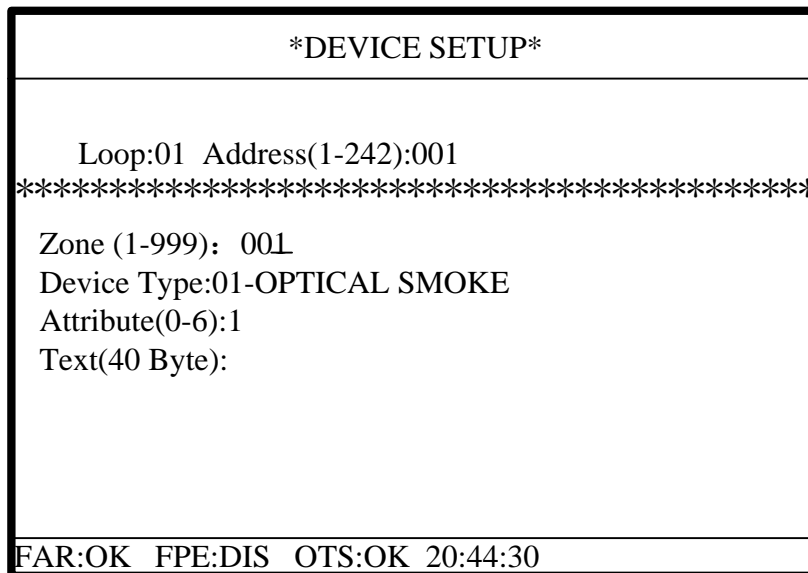 *DEVICE SETUP*
Loop:01 Address(1-242):001
*******************************************
Zone (1-999)：001
Device Type:01-OPTICAL SMOKE
Attribute(0-6):1
Text(40 Byte):
FAR:OK FPE:DIS OTS:OK 20:44:30